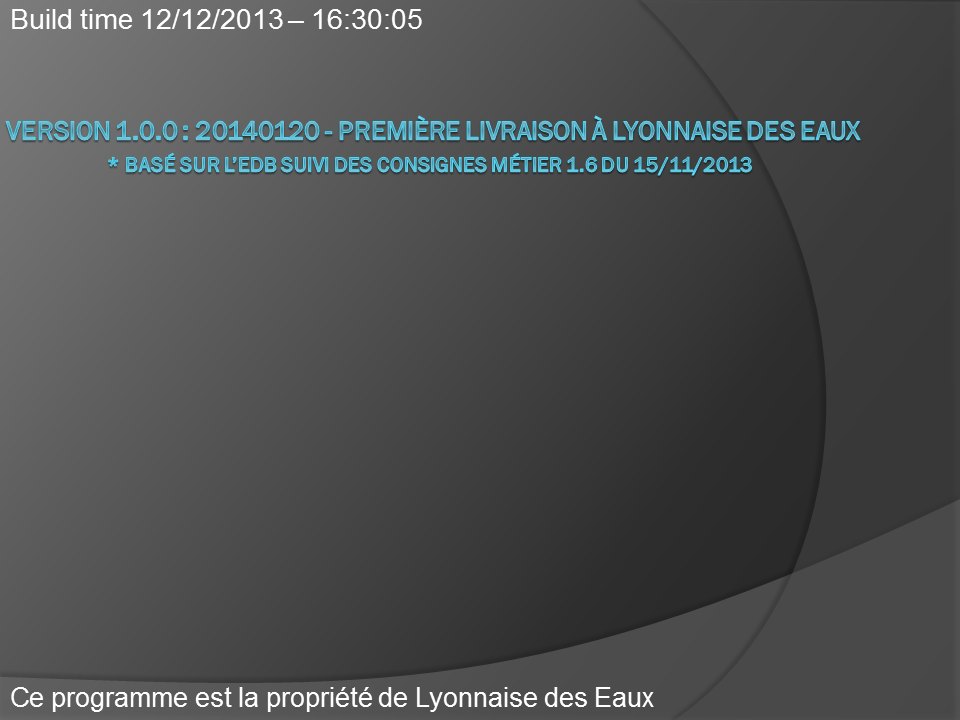 Build time 12/12/2013 – 16:30:05
VERSION 1.0.0 : 20140120 - PREMIÈRE LIVRAISON À LYONNAISE DES EAUX
* BASÉ SUR L’EDB SUIVI DES CONSIGNES MÉTIER 1.6 DU 15/11/2013
Ce programme est la propriété de Lyonnaise des Eaux